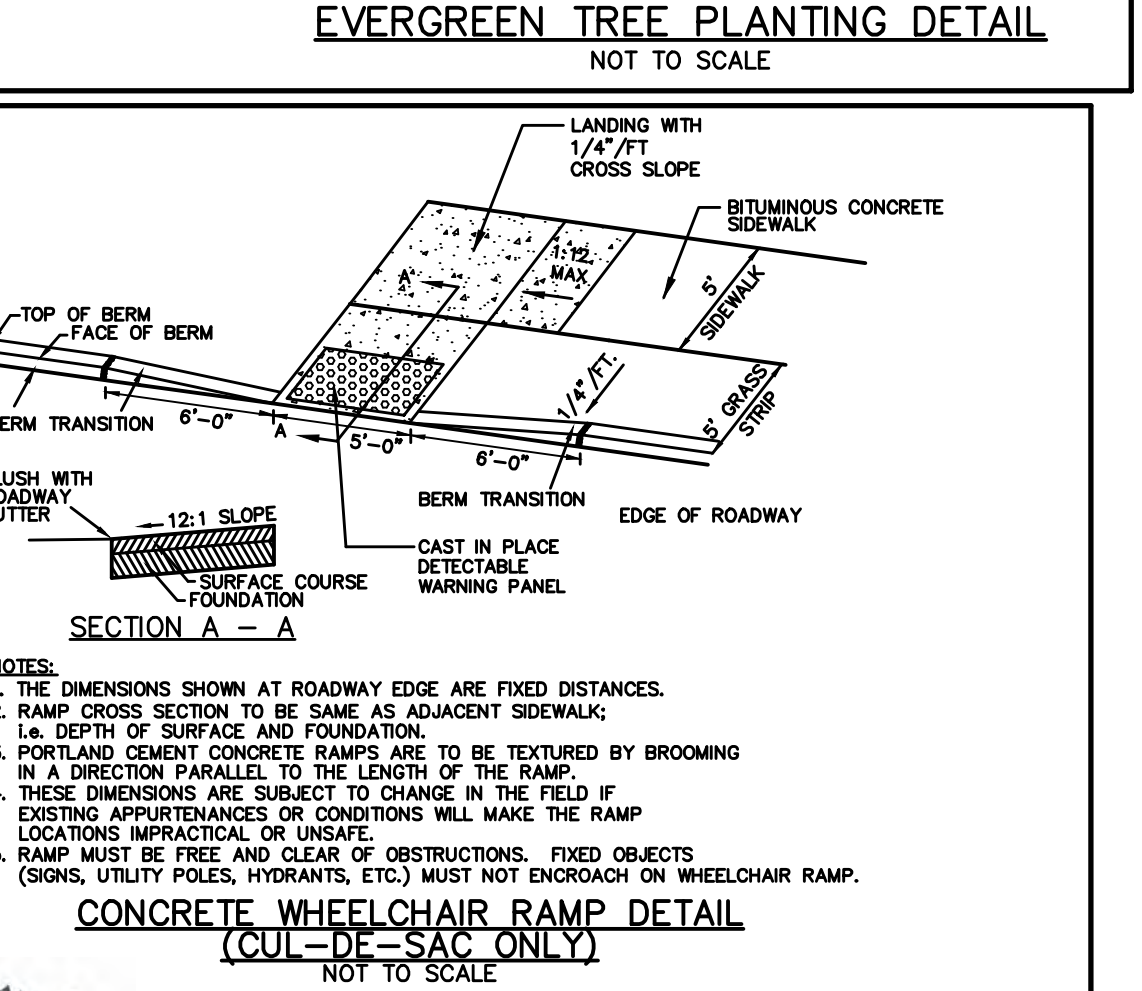 EVERGREEN TREE PLANTING DETAIL
NOT TO SCALE
LANDING WITH
1/4"/FT
CROSS SLOPE
BITUMINOUS CONCRETE
SIDEWALK
1:12
MAX
A
5'
SIDEWALK
TOP OF BERM
FACE OF BERM
1/4"/FT.
5' GRASS
STRIP
TRANSITION
6'-0"
A
5'-0"
6'-0"
WITH
12:1 SLOPE
BERM TRANSITION
EDGE OF ROADWAY
CAST IN PLACE
DETECTABLE
WARNING PANEL
SURFACE COURSE
FOUNDATION
SECTION A - A
THE DIMENSIONS SHOWN AT ROADWAY EDGE ARE FIXED DISTANCES.
RAMP CROSS SECTION TO BE SAME AS ADJACENT SIDEWALK;
i.e. DEPTH OF SURFACE AND FOUNDATION.
PORTLAND CEMENT CONCRETE RAMPS ARE TO BE TEXTURED BY BROOMING
IN A DIRECTION PARALLEL TO THE LENGTH OF THE RAMP.
THESE DIMENSIONS ARE SUBJECT TO CHANGE IN THE FIELD IF
EXISTING APPURTENANCES OR CONDITIONS WILL MAKE THE RAMP
LOCATIONS IMPRACTICAL OR UNSAFE.
RAMP MUST BE FREE AND CLEAR OF OBSTRUCTIONS. FIXED OBJECTS
(SIGNS, UTILITY POLES, HYDRANTS, ETC.) MUST NOT ENCROACH ON WHEELCHAIR RAMP.
CONCRETE WHEELCHAIR RAMP DETAIL
(CUL-DE-SAC ONLY)
NOT TO SCALE